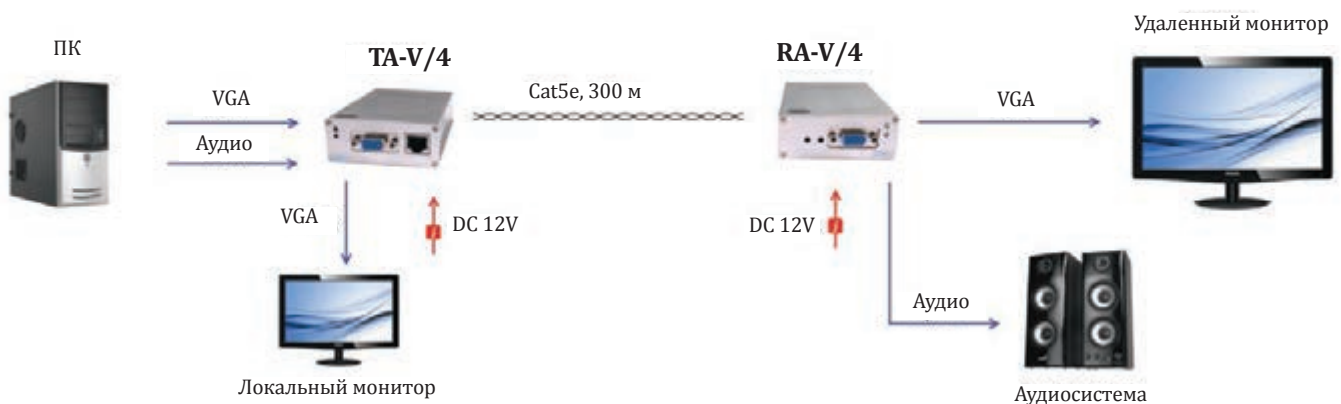 Удаленный монитор
ПК
TA-V/4
RA-V/4
Cat5e, 300 м
VGA
VGA
Аудио
VGA
DC 12V
DC 12V
Аудио
Локальный монитор
Аудиосистема